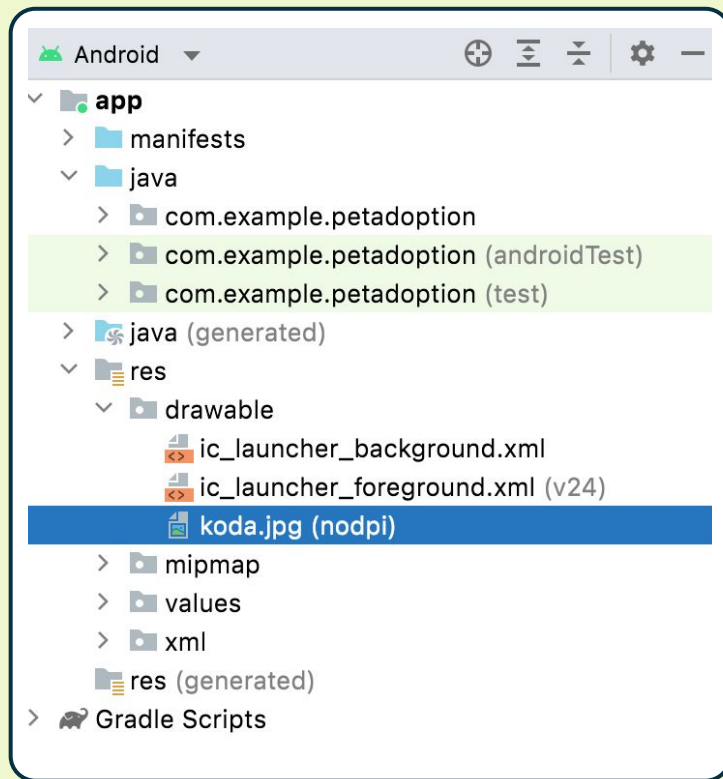 Android
app
manifests
java
com.example.petadoption
com.example.petadoption (androidTest)
com.example.petadoption (test)
java (generated)
res
drawable
ic_launcher_background.xml
ic_launcher_foreground.xml (v24)
koda.jpg (nodpi)
mipmap
values
xml
res (generated)
Gradle Scripts